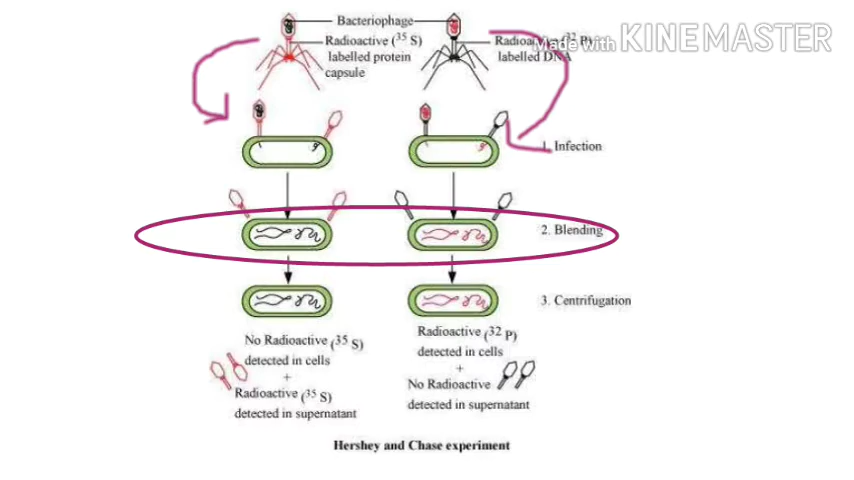 Bacteriophage
Radioactive (35 S)
labelled protein
capsule
Radioactive (32 P)
labelled DNA
Made with KINEMASTER
1. Infection
2. Blending
3. Centrifugation
No Radioactive (35 S)
detected in cells
+
Radioactive (35 S)
detected in supernatant
Radioactive (32 P)
detected in cells
+
No Radioactive
detected in supernatant
Hershey and Chase experiment